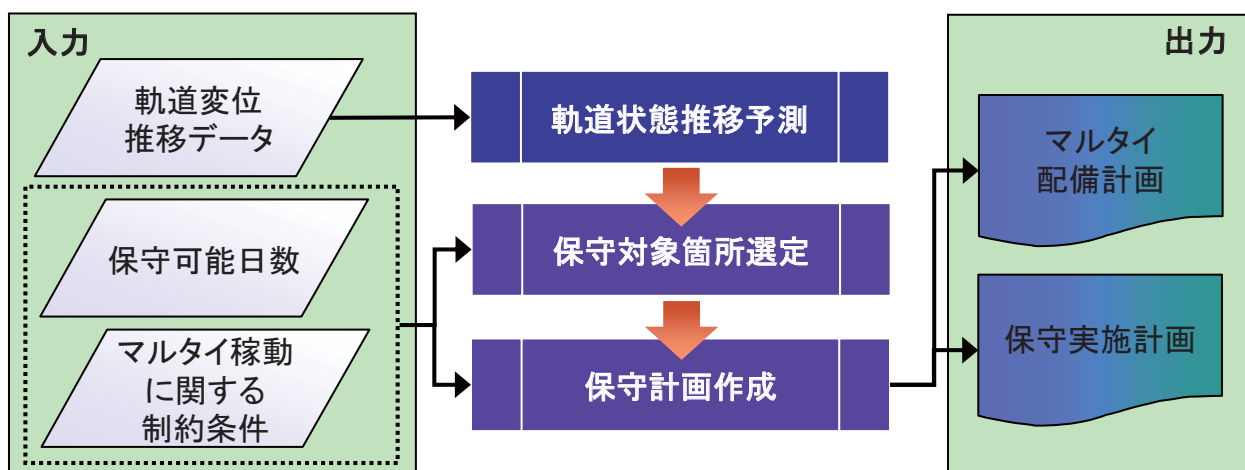 入力
軌道変位
推移データ
保守可能日数
マルタイ稼動
に関する
制約条件
軌道状態推移予測
保守対象箇所選定
保守計画作成
出力
マルタイ
配備計画
保守実施計画